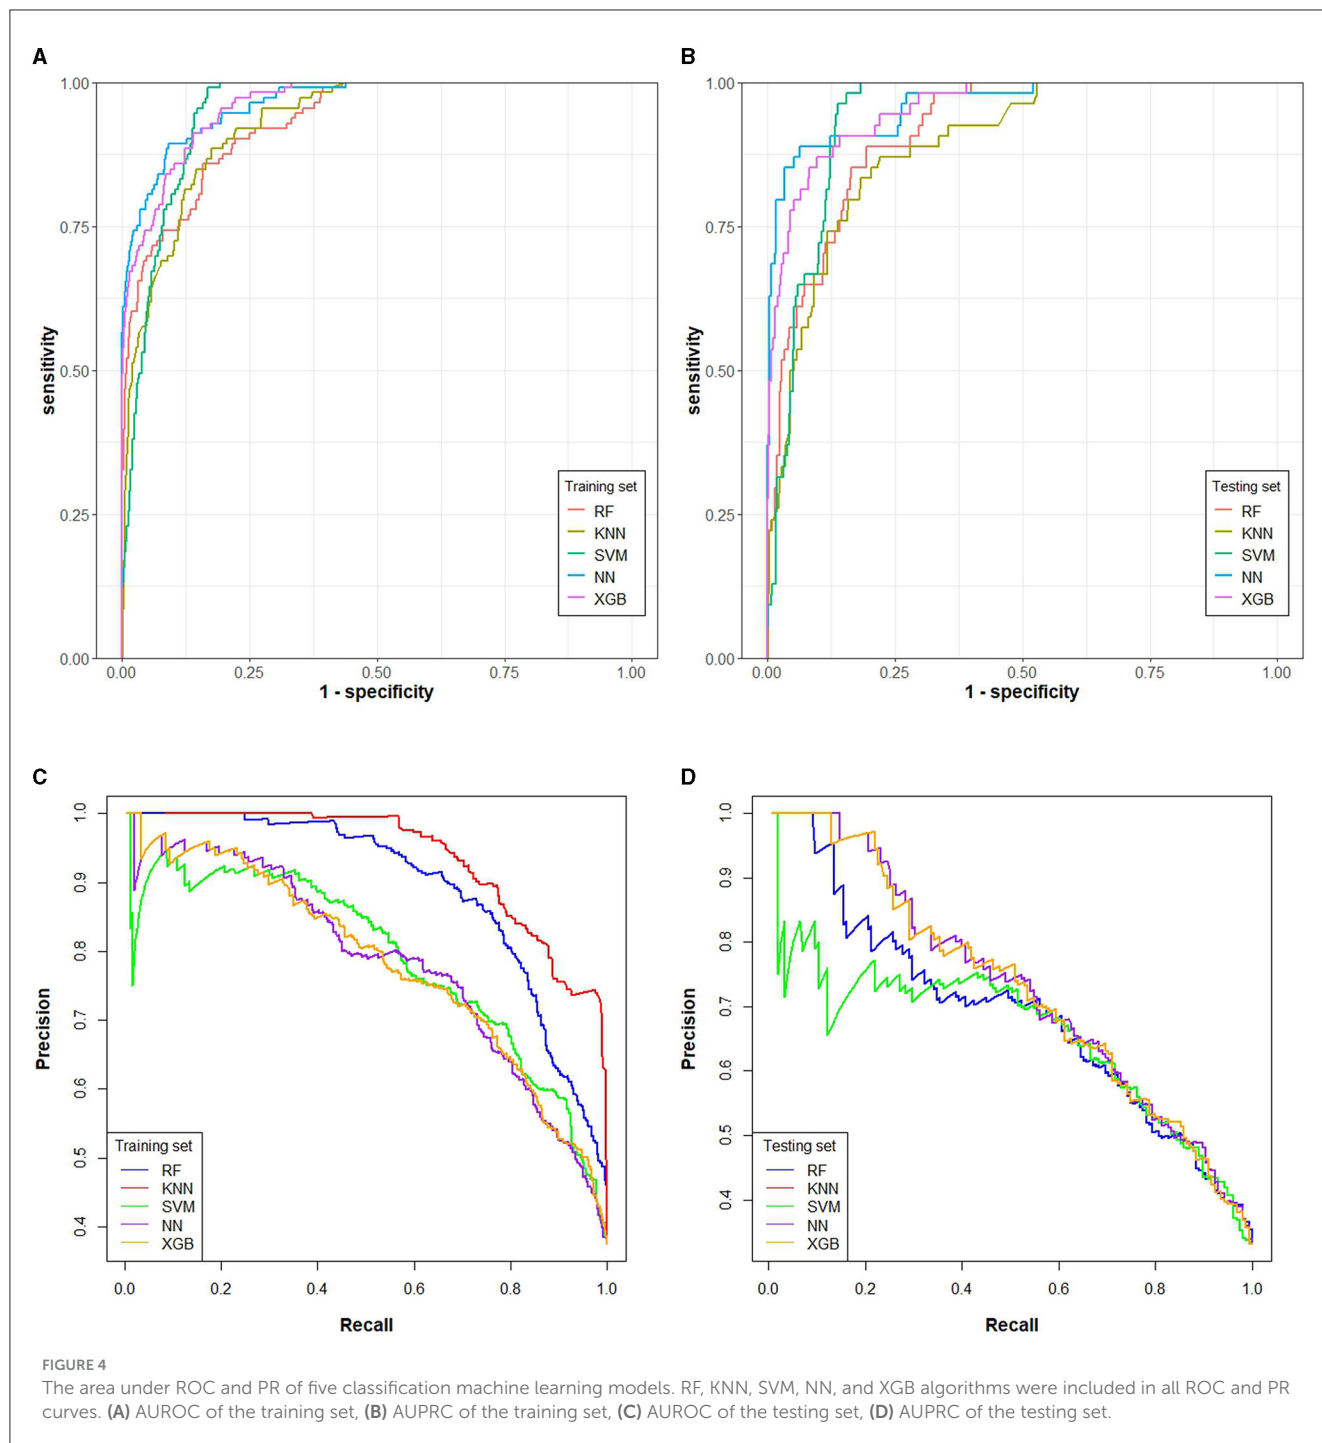 A
1.00
0.75
0.50
0.25
0.00
sensitivity
0.00 0.25 0.50 0.75 1.00
1 - specificity
Training set
RF
KNN
SVM
NN
XGB
B
1.00
0.75
0.50
0.25
0.00
sensitivity
0.00 0.25 0.50 0.75 1.00
1 - specificity
Testing set
RF
KNN
SVM
NN
XGB
C
1.0
0.9
0.8
0.7
0.6
0.5
0.4
Precision
Training set
RF
KNN
SVM
NN
XGB
0.0 0.2 0.4 0.6 0.8 1.0
Recall
D
1.0
0.9
0.8
0.7
0.6
0.5
0.4
Precision
Testing set
RF
KNN
SVM
NN
XGB
0.0 0.2 0.4 0.6 0.8 1.0
Recall
FIGURE 4
The area under ROC and PR of five classification machine learning models. RF, KNN, SVM, NN, and XGB algorithms were included in all ROC and PR
curves. (A) AUROC of the training set, (B) AUPRC of the training set, (C) AUROC of the testing set, (D) AUPRC of the testing set.